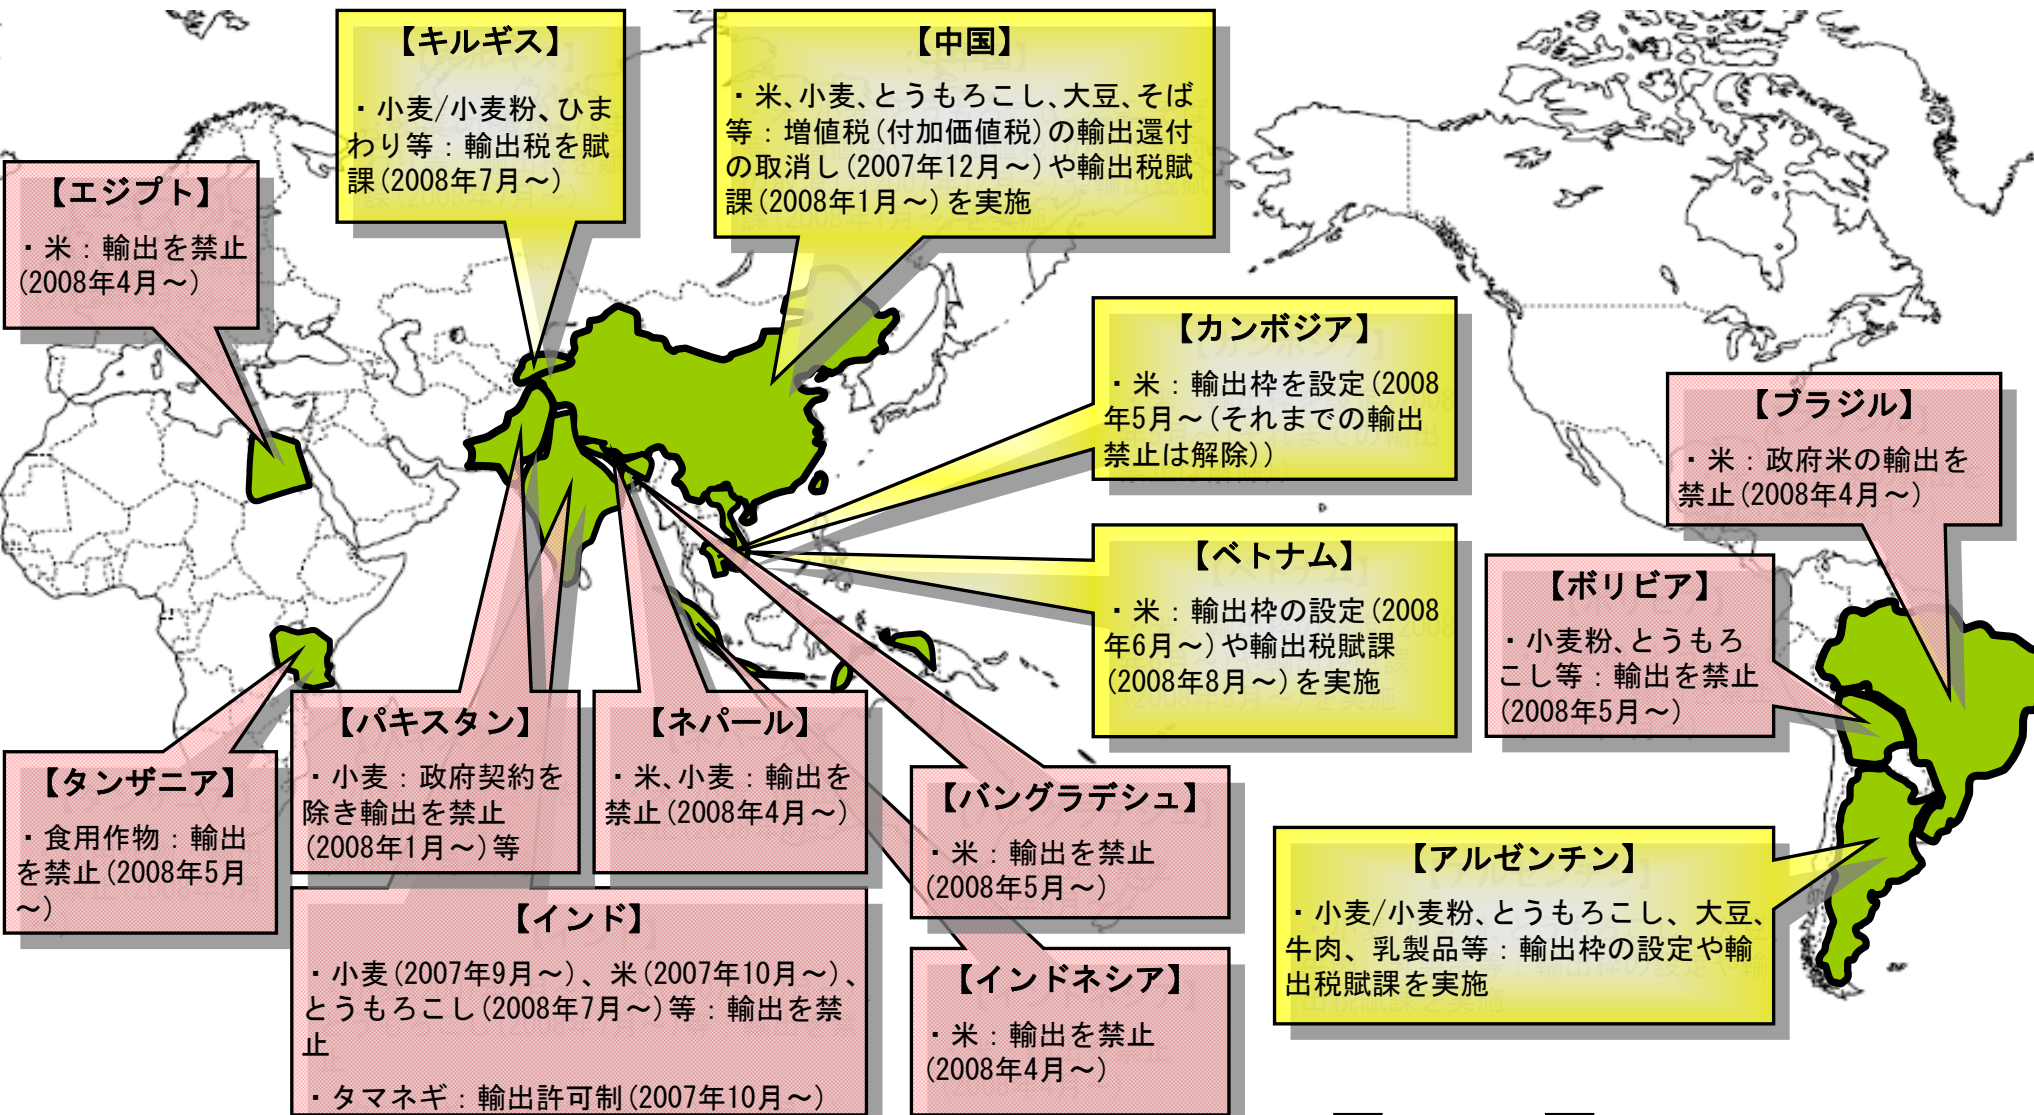 【キルギス】
・小麦/小麦粉、ひま
わり等：輸出税を賦
課(2008年7月～)
【中国】
・米、小麦、とうもろこし、大豆、そば
等：増値税(付加価値税)の輸出還付
の取消し(2007年12月～)や輸出税賦
課(2008年1月～)を実施
【エジプト】
・米：輸出を禁止
(2008年4月～)
【カンボジア】
・米：輸出枠を設定(2008
年5月～(それまでの輸出
禁止は解除))
【ブラジル】
・米：政府米の輸出を
禁止(2008年4月～)
【ベトナム】
・米：輸出枠の設定(2008
年6月～)や輸出税賦課
(2008年8月～)を実施
【ボリビア】
・小麦粉、とうもろ
こし等：輸出を禁止
(2008年5月～)
【タンザニア】
・食用作物：輸出
を禁止(2008年5月
～)
【パキスタン】
・小麦：政府契約を
除き輸出を禁止
(2008年1月～)等
【ネパール】
・米、小麦：輸出を
禁止(2008年4月～)
【バングラデシュ】
・米：輸出を禁止
(2008年5月～)
【アルゼンチン】
・小麦/小麦粉、とうもろこし、大豆、
牛肉、乳製品等：輸出枠の設定や輸
出税賦課を実施
【インド】
・小麦(2007年9月～)、米(2007年10月～)、
とうもろこし(2008年7月～)等：輸出を禁
止
・タマネギ：輸出許可制(2007年10月～)
【インドネシア】
・米：輸出を禁止
(2008年4月～)